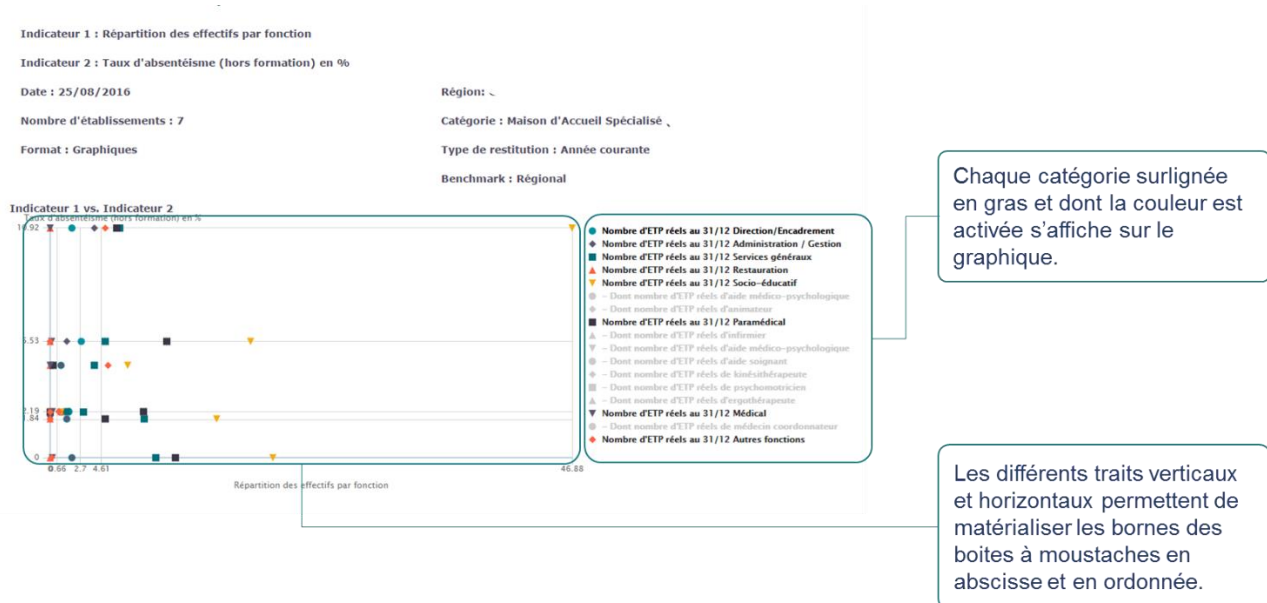 Indicateur 1 : Répartition des effectifs par fonction
Indicateur 2 : Taux d'absentéisme (hors formation) en %
Date : 25/08/2016
Région:
Nombre d'établissements : 7
Catégorie : Maison d'Accueil Spécialisé
Format : Graphiques
Type de restitution : Année courante
Benchmark : Régional
Indicateur 1 vs. Indicateur 2
Taux d'absentéisme (hors formation) en %
10.92
5.53
2.19
1.84
0
0 0.66 2.7 4.61 46.88
Répartition des effectifs par fonction
Nombre d'ETP réels au 31/12 Direction/Encadrement
Nombre d'ETP réels au 31/12 Administration / Gestion
Nombre d'ETP réels au 31/12 Services généraux
Nombre d'ETP réels au 31/12 Restauration
Nombre d'ETP réels au 31/12 Socio-éducatif
- Dont nombre d'ETP réels d'aide médico-psychologique
- Dont nombre d'ETP réels d'animateur
Nombre d'ETP réels au 31/12 Paramédical
- Dont nombre d'ETP réels d'infirmier
- Dont nombre d'ETP réels d'aide médico-psychologique
- Dont nombre d'ETP réels d'aide soignant
- Dont nombre d'ETP réels de kinésithérapeute
- Dont nombre d'ETP réels de psychomotricien
- Dont nombre d'ETP réels d'ergothérapeute
Nombre d'ETP réels au 31/12 Médical
- Dont nombre d'ETP réels de médecin coordonnateur
Nombre d'ETP réels au 31/12 Autres fonctions
Chaque catégorie surlignée
en gras et dont la couleur est
activée s'affiche sur le
graphique.
Les différents traits verticaux
et horizontaux permettent de
matérialiser les bornes des
boites à moustaches en
abscisse et en ordonnée.